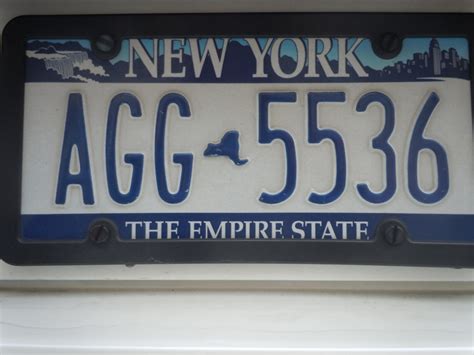 NEW YORK
AGG 5536
THE EMPIRE STATE